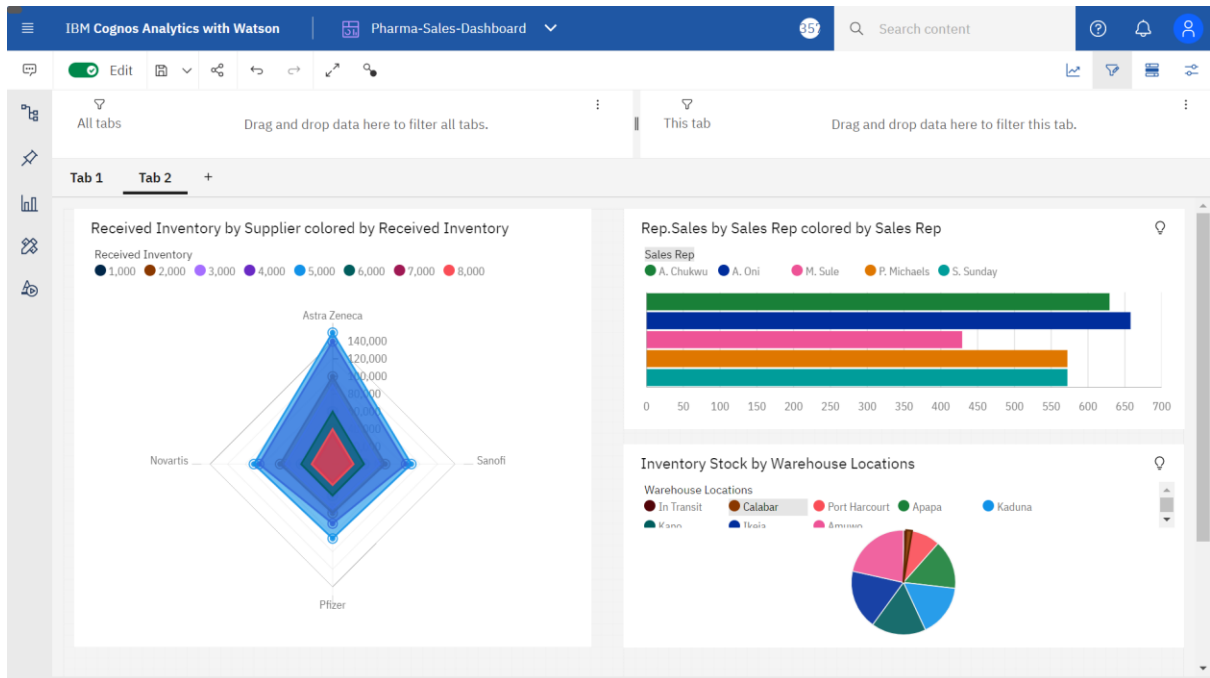 IBM Cognos Analytics with Watson
Pharma-Sales-Dashboard
357
Search content
Edit
All tabs
Drag and drop data here to filter all tabs.
This tab
Drag and drop data here to filter this tab.
Tab 1 Tab 2 +
Received Inventory by Supplier colored by Received Inventory
Received Inventory
1,000 2,000 3,000 4,000 5,000 6,000 7,000 8,000
Astra Zeneca
140,000
120,000
100,000
Novartis ...
Sanofi
Pfizer
Rep.Sales by Sales Rep colored by Sales Rep
Sales Rep
A. Chukwu A. Oni M. Sule P. Michaels S. Sunday
0 50 100 150 200 250 300 350 400 450 500 550 600 650 700
Inventory Stock by Warehouse Locations
Warehouse Locations
In Transit Calabar Port Harcourt Apapa Kaduna
Kano Ikeja Amuwo